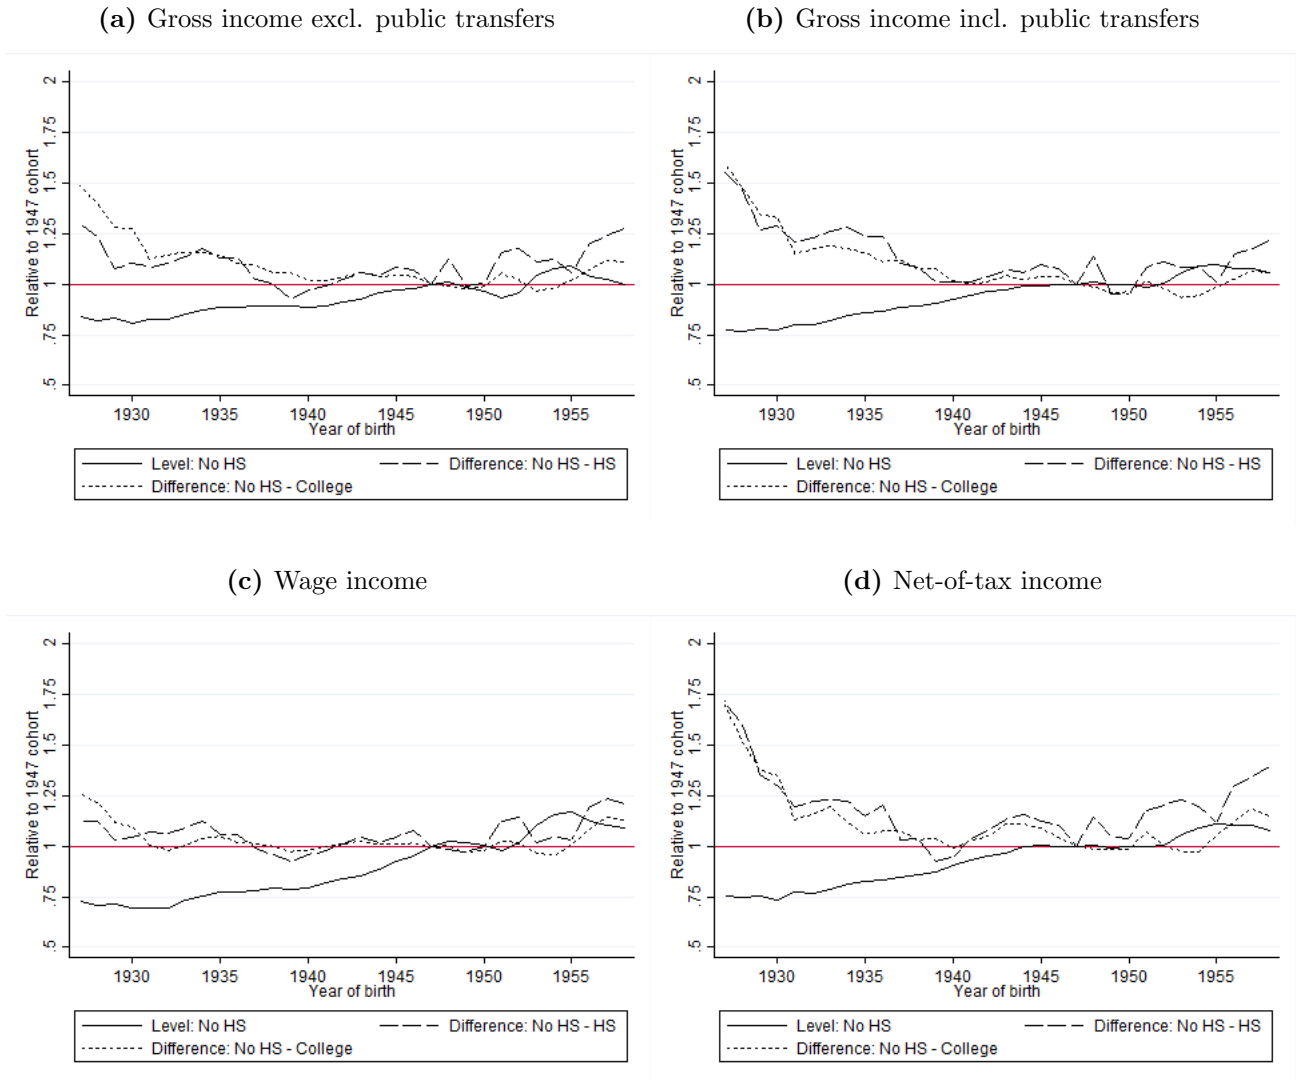 (a) Gross income excl. public transfers
(b) Gross income incl. public transfers
Relative to 1947 cohort
2
1.75
1.5
1.25
1
.75
.5
1930 1935 1940 1945 1950 1955
Year of birth
Level: No HS
Difference: No HS - HS
Difference: No HS - College
Relative to 1947 cohort
2
1.75
1.5
1.25
1
.75
.5
1930 1935 1940 1945 1950 1955
Year of birth
Level: No HS
Difference: No HS - HS
Difference: No HS - College
(c) Wage income
(d) Net-of-tax income
Relative to 1947 cohort
2
1.75
1.5
1.25
1
.75
.5
1930 1935 1940 1945 1950 1955
Year of birth
Level: No HS
Difference: No HS - HS
Difference: No HS - College
Relative to 1947 cohort
2
1.75
1.5
1.25
1
.75
.5
1930 1935 1940 1945 1950 1955
Year of birth
Level: No HS
Difference: No HS - HS
Difference: No HS - College